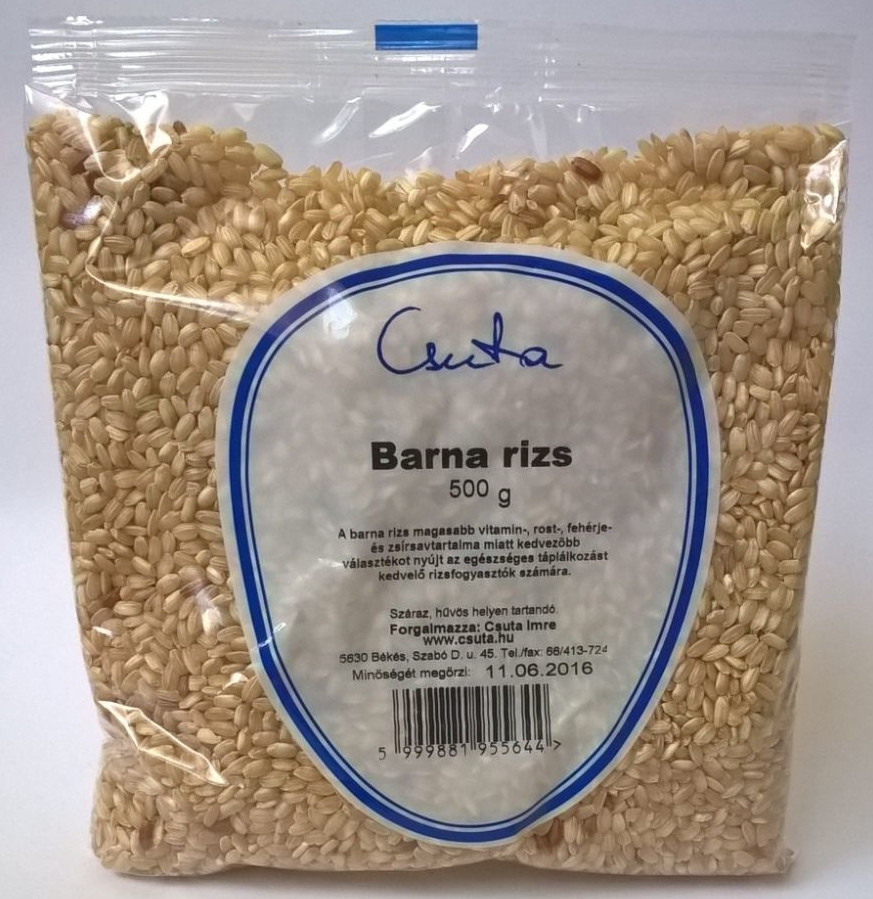 Csuta
Barna rizs
500 g
A barna rizs magasabb vitamin-, rost-, fehérje-
és zsírsavtartalma miatt kedvezőbb
választékot nyújt az egészséges táplálkozást
kedvelő rizsfogyasztók számára.
Száraz, hűvös helyen tartandó.
Forgalmazza: Csuta Imre
www.csuta.hu
5630 Békés, Szabó D. u. 45. Tel./fax: 66/413-724
Minőségét megőrzi: 11.06.2016
5 999881 955644 >